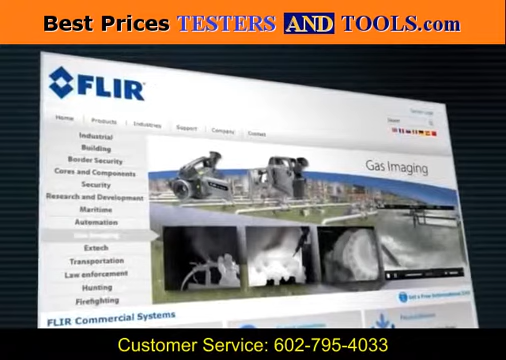 Best Prices TESTERS AND TOOLS.com
FLIR
Home Products Industries Support Company Contact
Search
Industrial
Building
Border Security
Cores and Components
Security
Research and Development
Maritime
Automation
Gas Imaging
Extech
Transportation
Law enforcement
Hunting
Firefighting
Gas Imaging
FLIR Commercial Systems
Customer Service: 602-795-4033